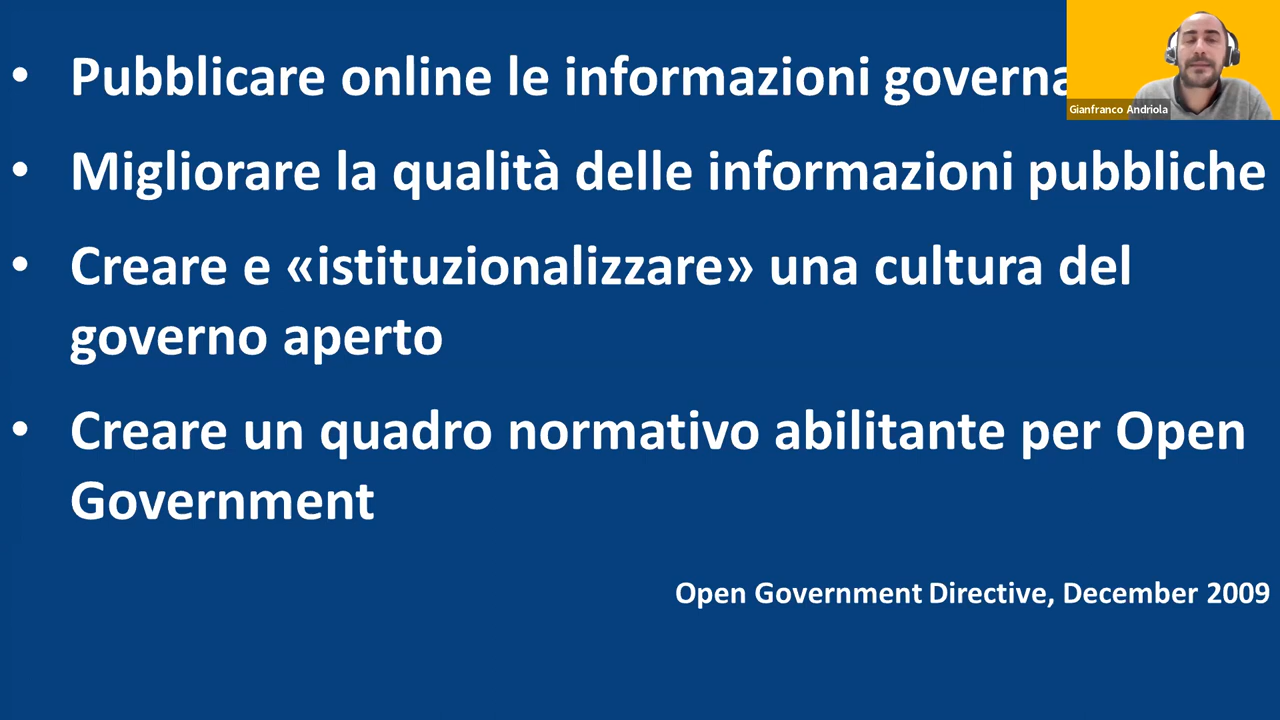 • Pubblicare online le informazioni
Gianfranco Andriola
• Migliorare la qualità delle informazioni pubbliche
• Creare e «istituzionalizzare» una cultura del
governo aperto
• Creare un quadro normativo abilitante per Open
Government
Open Government Directive, December 2009